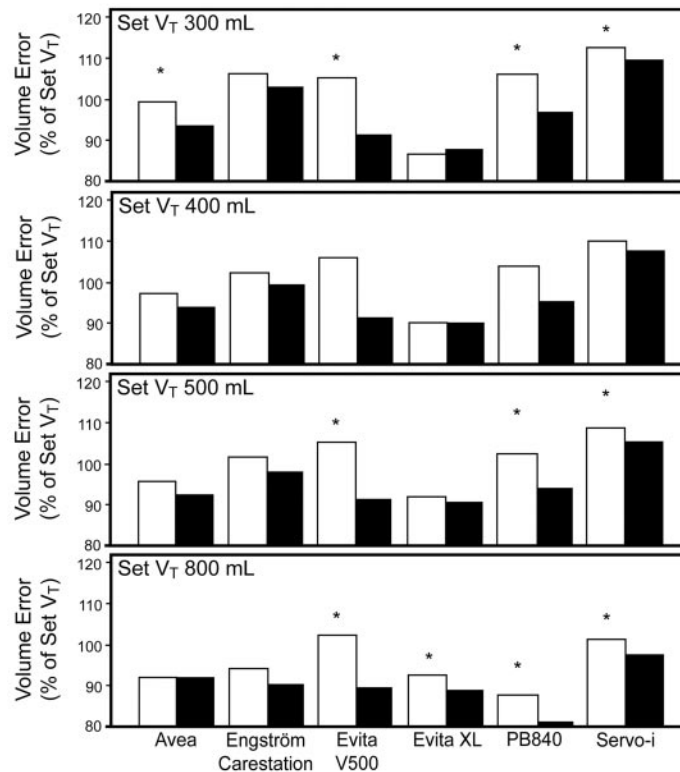 Set VT 300 mL
120
110
100
90
80
Volume Error
(% of Set VT)
*
*
*
*
Set VT 400 mL
120
110
100
90
80
Volume Error
(% of Set VT)
Set VT 500 mL
120
110
100
90
80
Volume Error
(% of Set VT)
*
*
*
Set VT 800 mL
120
110
100
90
80
Volume Error
(% of Set VT)
*
*
*
*
Avea
Engström
Carestation
Evita
V500
Evita XL
PB840
Servo-i